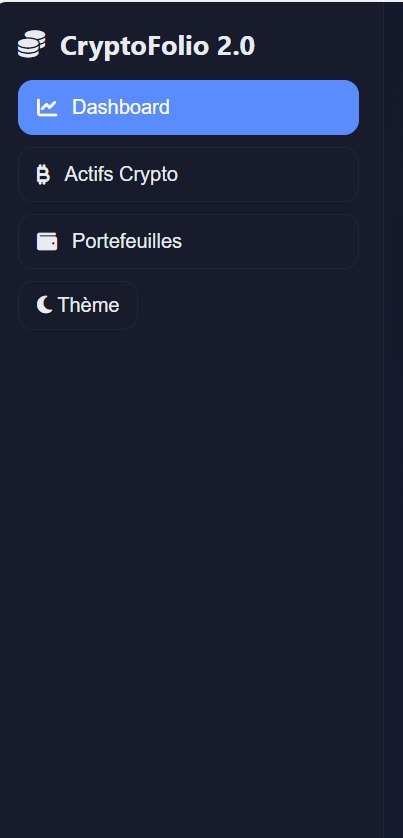 CryptoFolio 2.0
Dashboard
Actifs Crypto
Portefeuilles
Thème